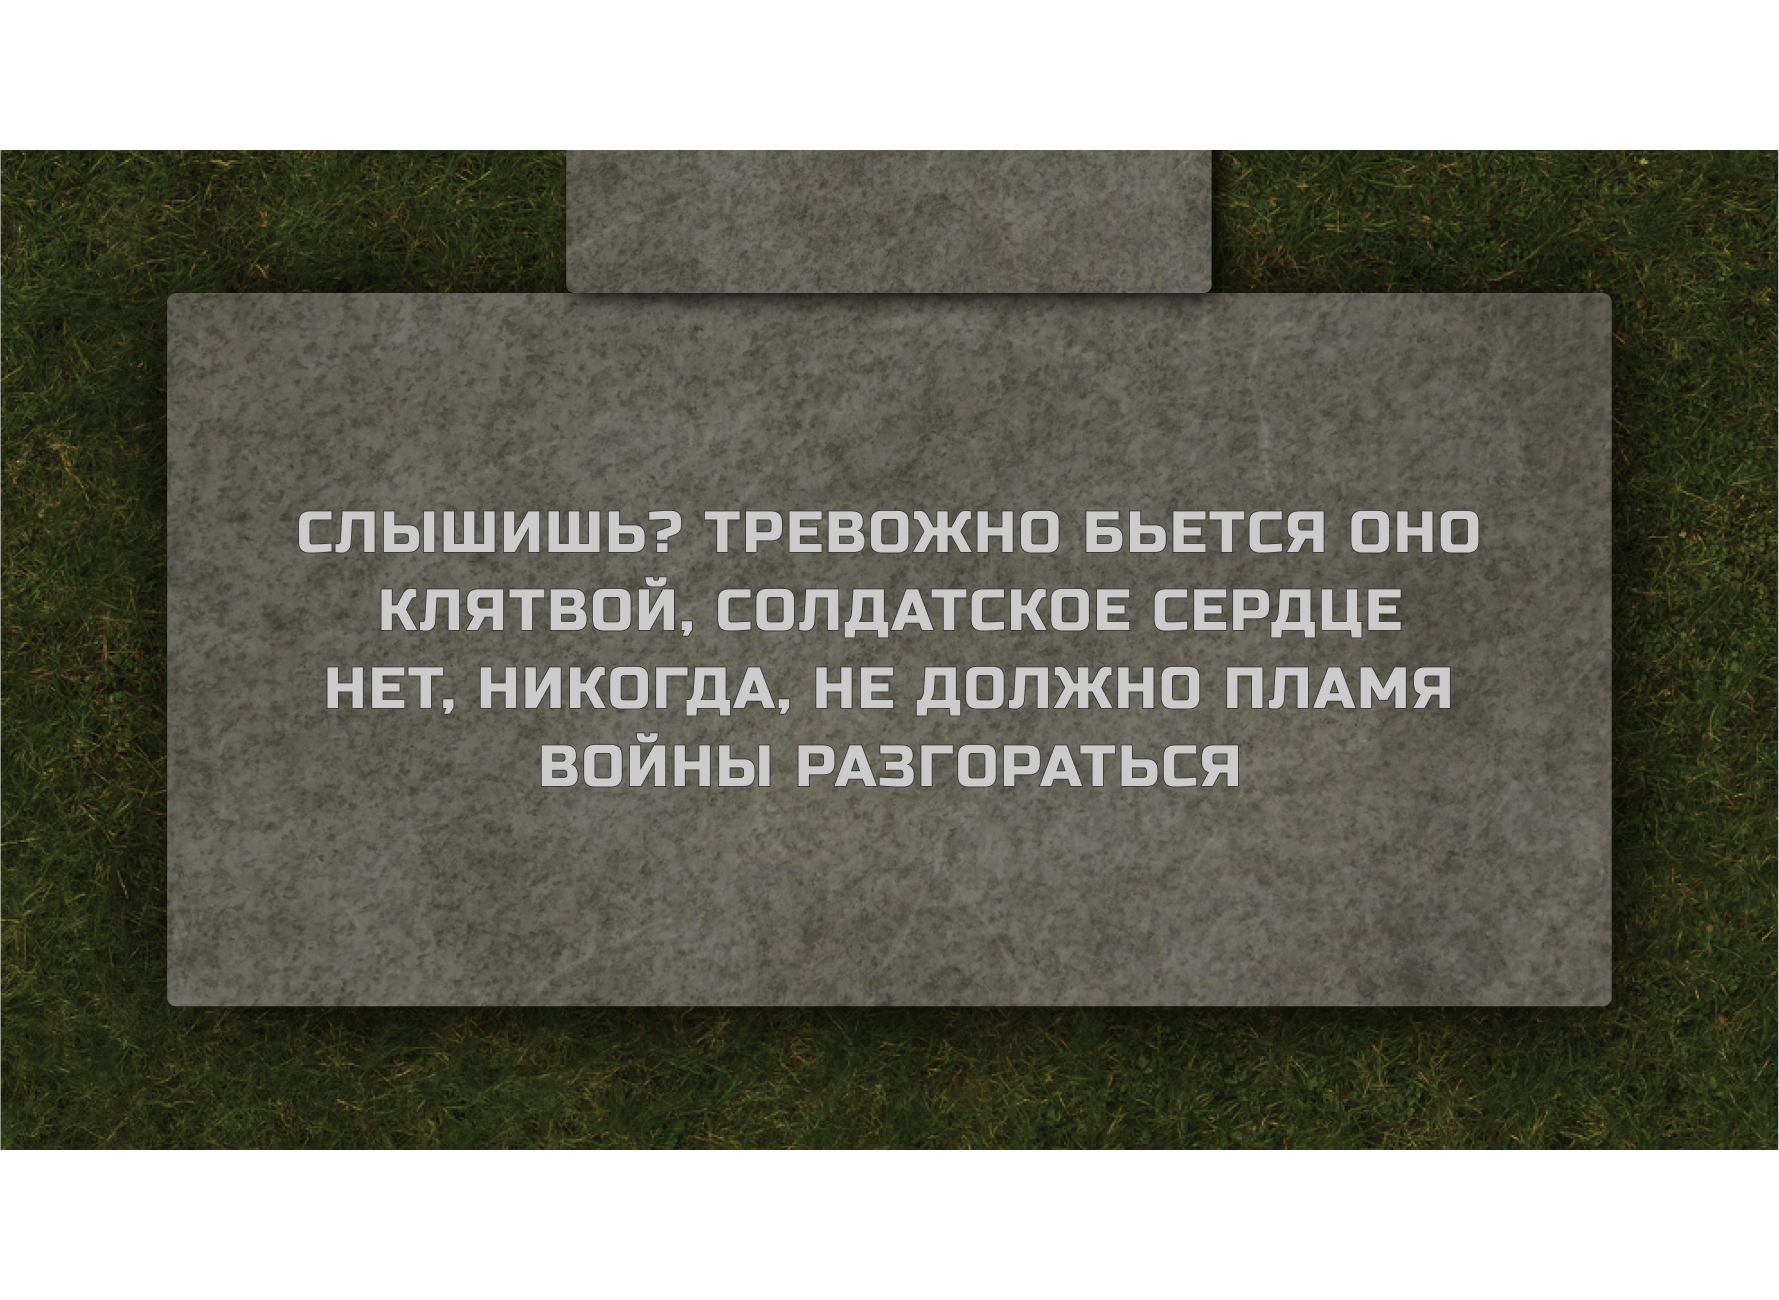 СЛЫШИШЬ? ТРЕВОЖНО БЬЕТСЯ ОНО
КЛЯТВОЙ, СОЛДАТСКОЕ СЕРДЦЕ
НЕТ, НИКОГДА, НЕ ДОЛЖНО ПЛАМЯ
ВОЙНЫ РАЗГОРАТЬСЯ